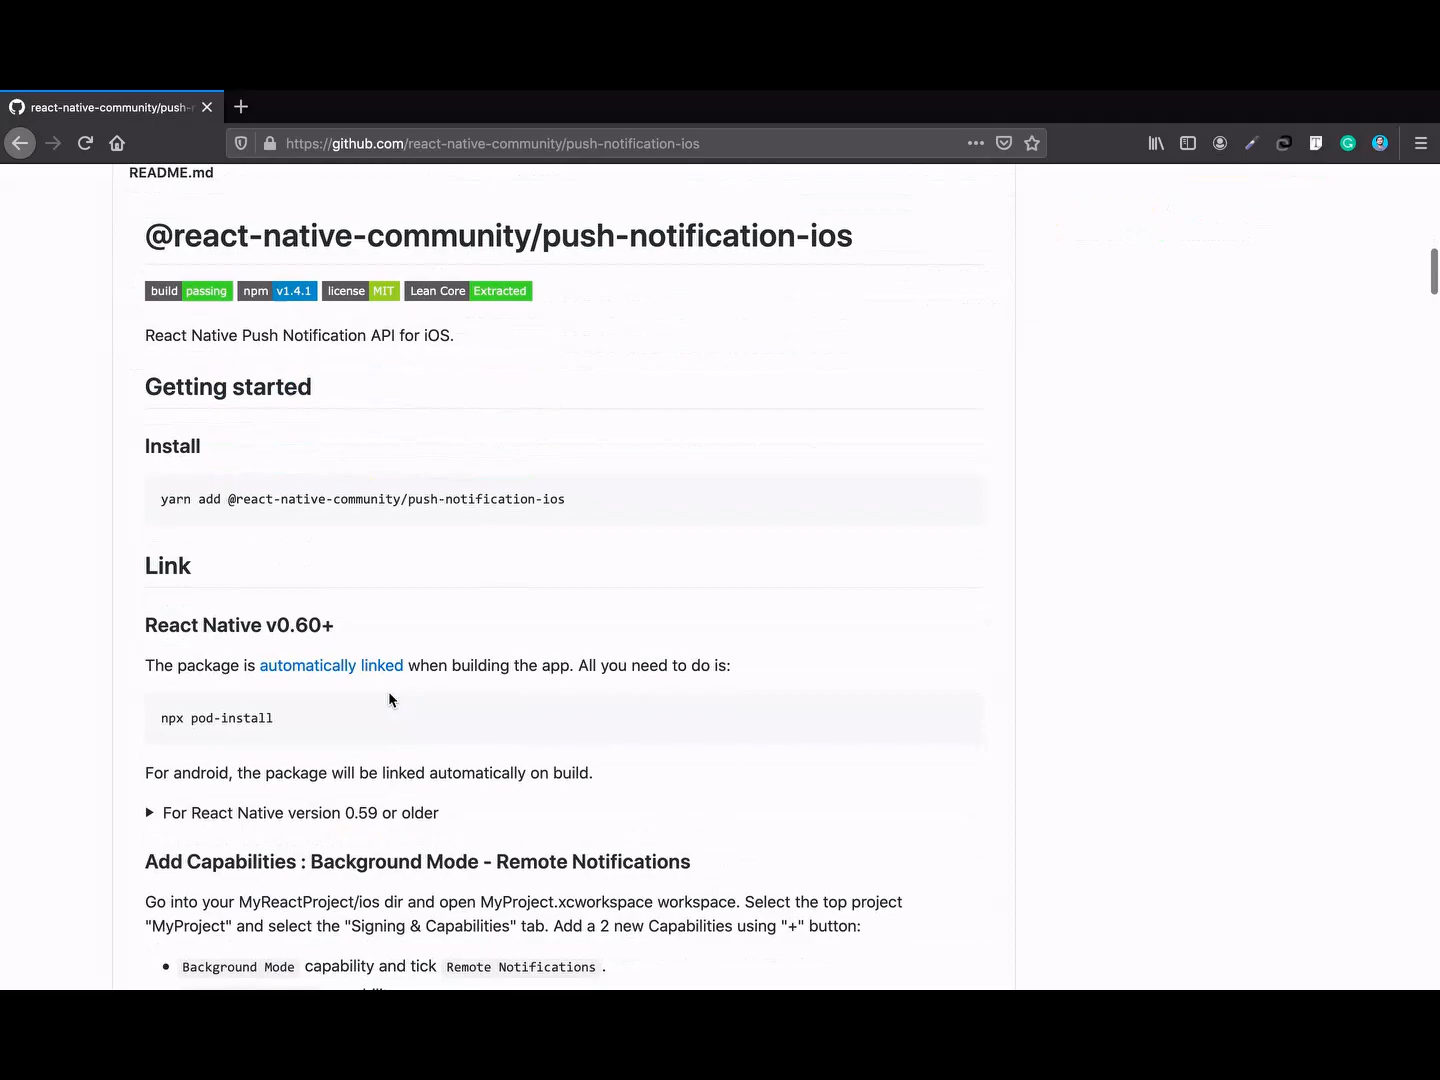 react-native-community/push-
https://github.com/react-native-community/push-notification-ios
README.md
@react-native-community/push-notification-ios
build passing npm v1.4.1 license MIT Lean Core Extracted
React Native Push Notification API for iOS.
Getting started
Install
yarn add @react-native-community/push-notification-ios
Link
React Native v0.60+
The package is automatically linked when building the app. All you need to do is:
npx pod-install
For android, the package will be linked automatically on build.
For React Native version 0.59 or older
Add Capabilities : Background Mode - Remote Notifications
Go into your MyReactProject/ios dir and open MyProject.xcworkspace workspace. Select the top project
"MyProject" and select the "Signing & Capabilities" tab. Add a 2 new Capabilities using "+" button:
Background Mode capability and tick Remote Notifications .